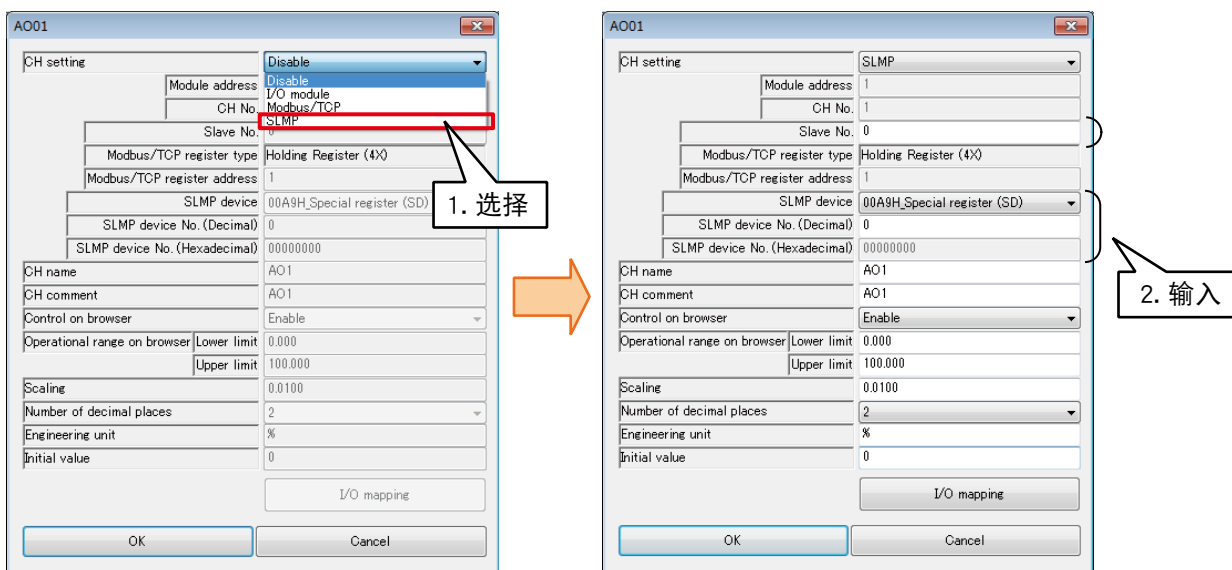 AO01
CH setting Disable
Disable
Module address
I/O module
CH No. Modbus/TCP
SLMP
Slave No. 0
Modbus/TCP register type Holding Register (4X)
Modbus/TCP register address 1
SLMP device 00A9H_Special register (SD)
SLMP device No.(Decimal) 0
SLMP device No.(Hexadecimal) 00000000
CH name AO1
CH comment AO1
Control on browser Enable
Operational range on browser Lower limit 0.000
Upper limit 100.000
Scaling 0.0100
Number of decimal places 2
Engineering unit %
Initial value 0
I/O mapping
OK Cancel
1. 选择
AO01
CH setting SLMP
Module address 1
CH No. 1
Slave No. 0
Modbus/TCP register type Holding Register (4X)
Modbus/TCP register address 1
SLMP device 00A9H_Special register (SD)
SLMP device No.(Decimal) 0
SLMP device No.(Hexadecimal) 00000000
CH name AO1
CH comment AO1
Control on browser Enable
Operational range on browser Lower limit 0.000
Upper limit 100.000
Scaling 0.0100
Number of decimal places 2
Engineering unit %
Initial value 0
I/O mapping
OK Cancel
2. 输入